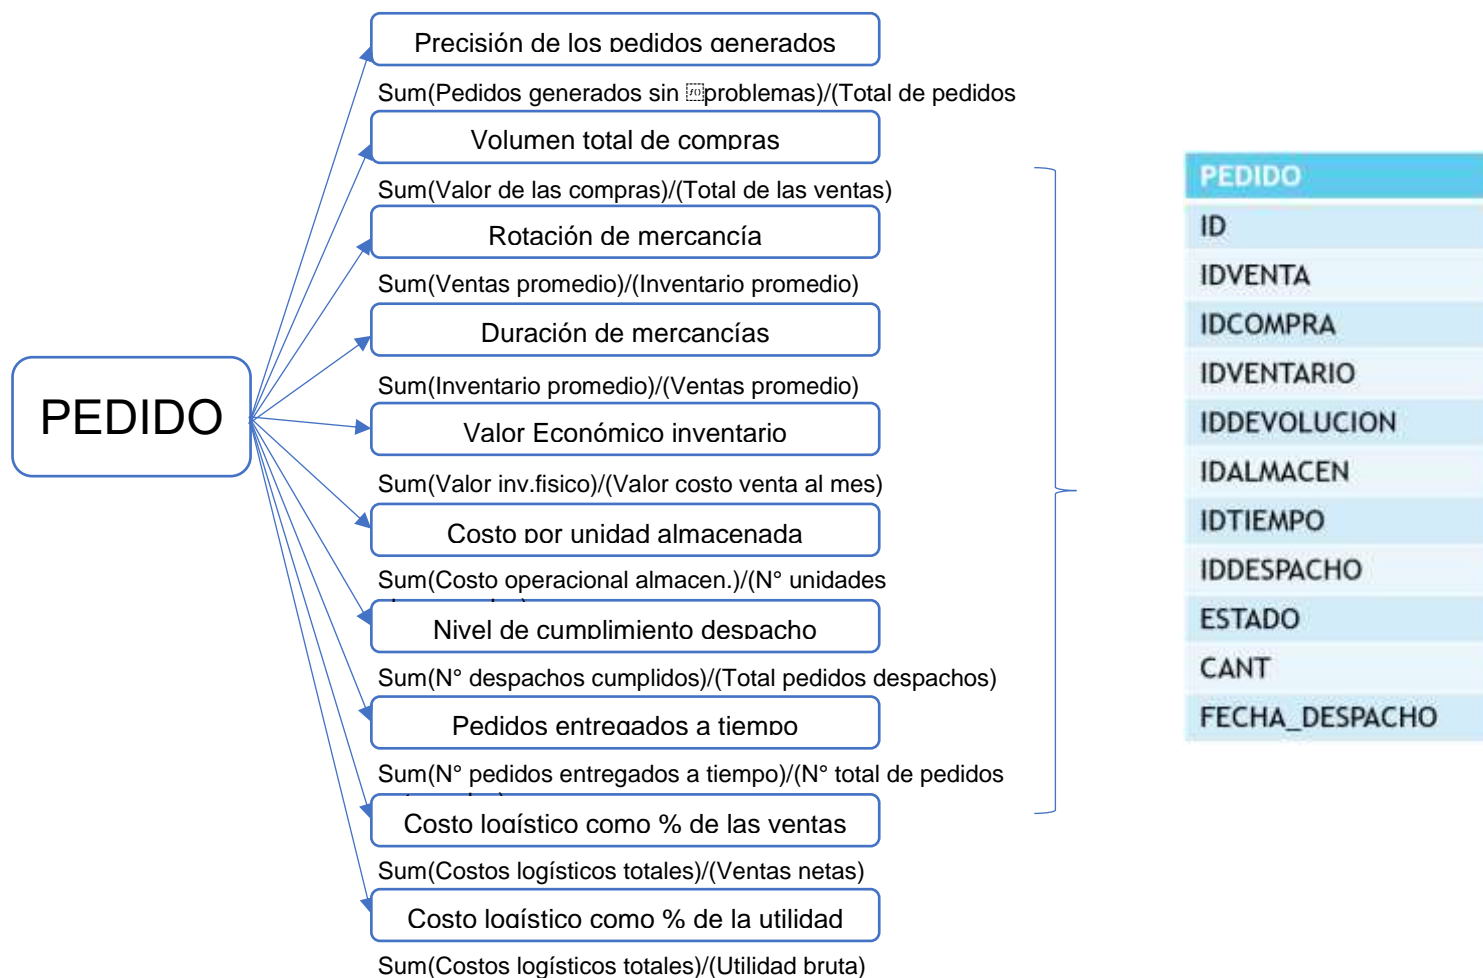 Precisión de los pedidos generados
Sum(Pedidos generados sin problemas)/(Total de pedidos
Volumen total de compras
Sum(Valor de las compras)/(Total de las ventas)
Rotación de mercancía
Sum(Ventas promedio)/(Inventario promedio)
Duración de mercancías
Sum(Inventario promedio)/(Ventas promedio)
PEDIDO
Valor Económico inventario
Sum(Valor inv.fisico)/(Valor costo venta al mes)
Costo por unidad almacenada
Sum(Costo operacional almacen.)/(N° unidades
Nivel de cumplimiento despacho
Sum(N° despachos cumplidos)/(Total pedidos despachos)
Pedidos entregados a tiempo
Sum(N° pedidos entregados a tiempo)/(N° total de pedidos
Costo logístico como % de las ventas
Sum(Costos logísticos totales)/(Ventas netas)
Costo logístico como % de la utilidad
Sum(Costos logísticos totales)/(Utilidad bruta)
PEDIDO
ID
IDVENTA
IDCOMPRA
IDVENTARIO
IDDEVOLUCION
IDALMACEN
IDTIEMPO
IDDESPACHO
ESTADO
CANT
FECHA_DESPACHO